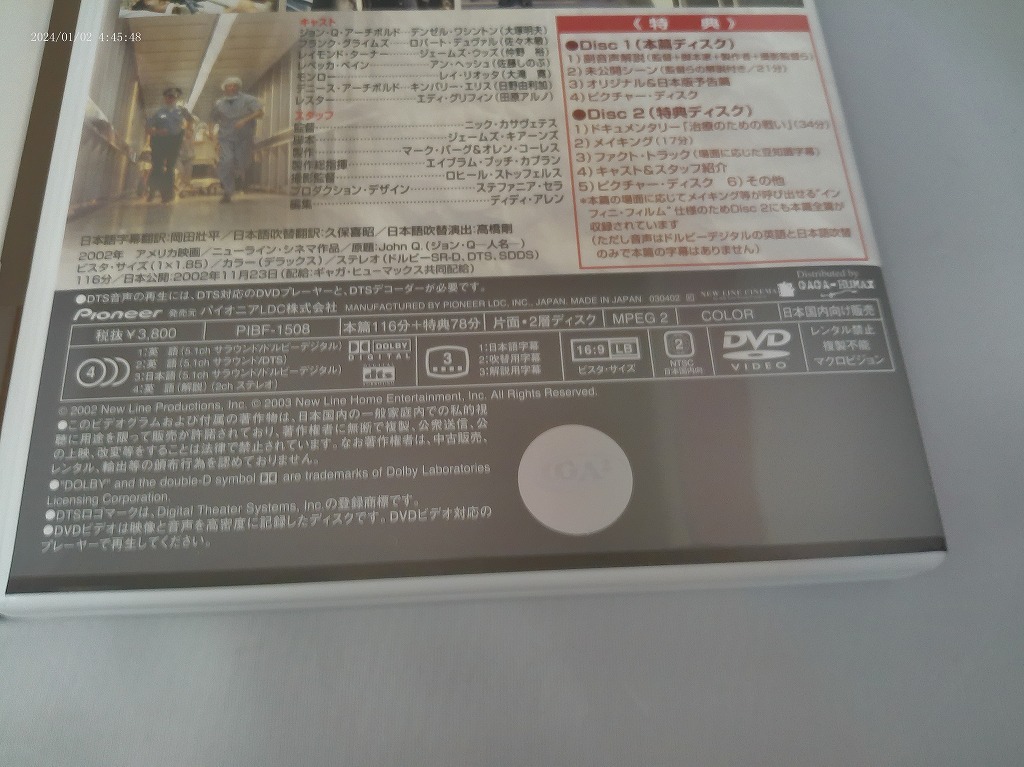 2024/01/02 4:45:48
キャスト
ジョン・Q・アーチボルド…デンゼル・ワシントン(大塚明夫)
フランク・グライムズ……ロバート・デュヴァル(佐々木敏)
レイモンド・ターナー………ジェームズ・ウッズ(仲野 裕)
レベッカ・ペイン……………アン・ヘッシュ(佐藤しのぶ)
モンロー………………………レイ・リオッタ(大滝 寛)
デニース・アーチボルド…キンバリー・エリス(日野由利加)
レスター…………………エディ・グリフィン(田原アルノ)
スタッフ
監督……………………………ニック・カサヴェテス
脚本……………………………ジェームズ・キアーンズ
製作……………………マーク・バーグ&オレン・コーレス
製作総指揮……………………エイブラム・ブッチ・カプラン
撮影監督………………………ロヒール・ストッフェルス
プロダクション・デザイン…………ステファニア・セラ
編集……………………………ディディ・アレン
日本語字幕翻訳:岡田壯平/日本語吹替翻訳:久保喜昭/日本語吹替演出:高橋剛
2002年 アメリカ映画/ニューライン・シネマ作品/原題:John Q.(ジョン・Q－人名－)
ビスタ・サイズ(1×1.85)/カラー(デラックス)/ステレオ(ドルビーSR-D, DTS, SDDS)
116分/日本公開:2002年11月23日(配給:ギャガ・ヒューマックス共同配給)
《特典》
●Disc 1(本篇ディスク)
1)副音声解説(監督+脚本家+製作者+撮影監督ら)
2)未公開シーン(監督らの解説付き/21分)
3)オリジナル&日本版予告篇
4)ピクチャー・ディスク
●Disc 2(特典ディスク)
1)ドキュメンタリー「治療のための戦い」(34分)
2)メイキング(17分)
3)ファクト・トラック(場面に応じた豆知識字幕)
4)キャスト&スタッフ紹介
5)ピクチャー・ディスク 6)その他
*本篇の場面に応じてメイキング等が呼び出せる"イン
フィニ・フィルム"仕様のためDisc 2にも本篇全篇が
収録されています
(ただし音声はドルビーデジタルの英語と日本語吹替
のみで本篇の字幕はありません)
●DTS音声の再生には、DTS対応のDVDプレーヤーと、DTSデコーダーが必要です。
Distributed by
GAGA-HUMAX
Pioneer 発売元 パイオニアLDC株式会社 MANUFACTURED BY PIONEER LDC, INC., JAPAN. MADE IN JAPAN 030402 NEW LINE CINEMA
税抜¥3,800 PIBF-1508 本篇116分+特典78分 片面・2層ディスク MPEG 2 COLOR 日本国内向け販売
4
1:英 語(5.1ch サラウンド/ドルビーデジタル)
2:英 語(5.1ch サラウンド/DTS)
3:日本語(5.1ch サラウンド/ドルビーデジタル)
4:英 語(解説)(2ch ステレオ)
DOLBY
DIGITAL
dts
3
1:日本語字幕
2:吹替用字幕
3:解説用字幕
16:9 LB
ビスタ・サイズ
2
NTSC
日本国内向
DVD
VIDEO
レンタル禁止
複製不能
マクロビジョン
© 2002 New Line Productions, Inc. © 2003 New Line Home Entertainment, Inc. All Rights Reserved.
●このビデオグラムおよび付属の著作物は、日本国内の一般家庭内での私的視
聴に用途を限って販売が許諾されており、著作権者に無断で複製、公衆送信、公
の上映、改変等をすることは法律で禁止されています。なお著作権者は、中古販売、
レンタル、輸出等の頒布行為を認めておりません。
●"DOLBY" and the double-D symbol are trademarks of Dolby Laboratories
Licensing Corporation.
●DTSロゴマークは、Digital Theater Systems, Inc.の登録商標です。
●DVDビデオは映像と音声を高密度に記録したディスクです。DVDビデオ対応の
プレーヤーで再生してください。